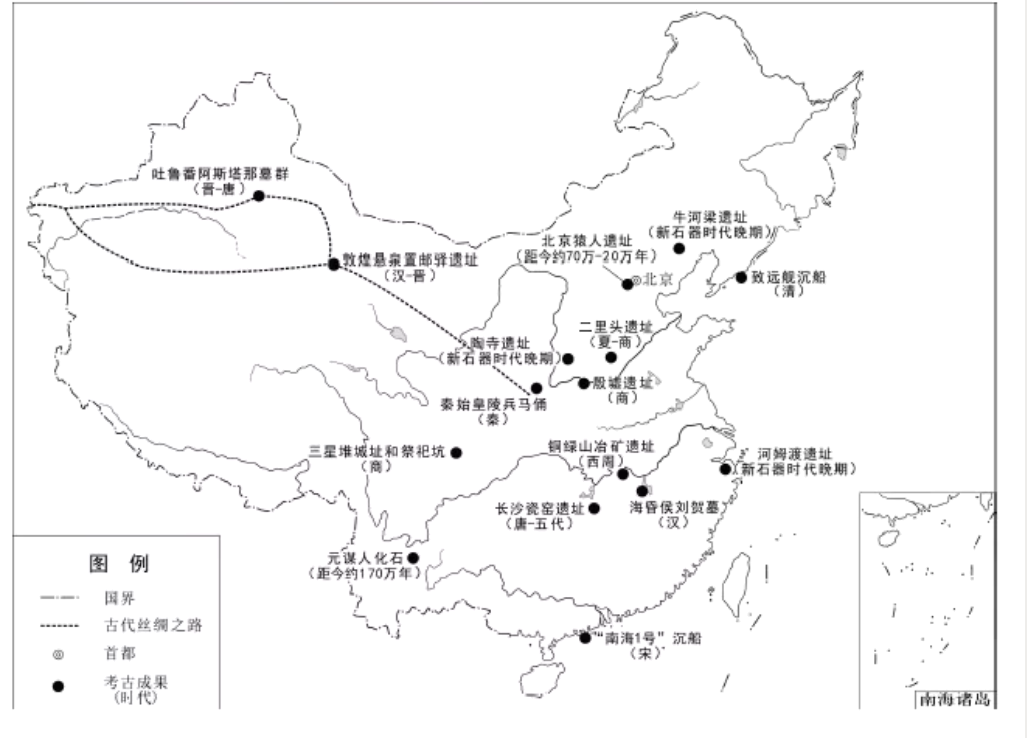 吐鲁番阿斯塔那墓群
（晋-唐）
敦煌悬泉置邮驿遗址
（汉-晋）
牛河梁遗址
（新石器时代晚期）
北京猿人遗址
（距今约70万-20万年）
北京
致远舰沉船
（清）
二里头遗址
（夏-商）
陶寺遗址
（新石器时代晚期）
殷墟遗址
（商）
秦始皇陵兵马俑
（秦）
三星堆城址和祭祀坑
（商）
铜绿山冶矿遗址
（西周）
河姆渡遗址
（新石器时代晚期）
长沙瓷窑遗址
（唐-五代）
海昏侯刘贺墓
（汉）
元谋人化石
（距今约170万年）
“南海1号”沉船
（宋）
图 例
国界
古代丝绸之路
首都
考古成果
（时代）
南海诸岛